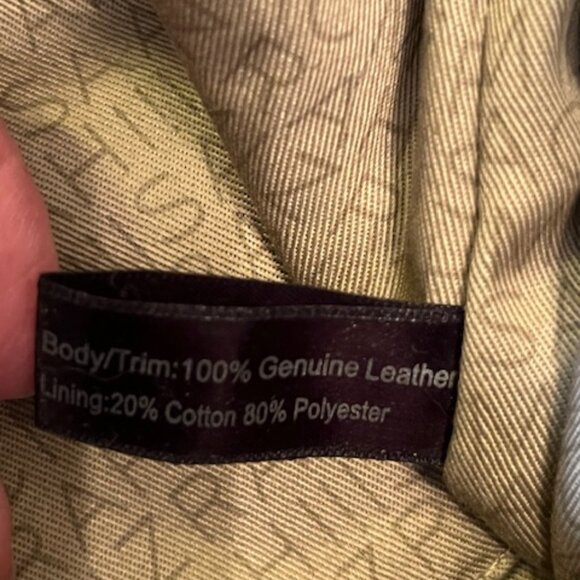 Body/Trim:100% Genuine Leather
Lining:20% Cotton 80% Polyester